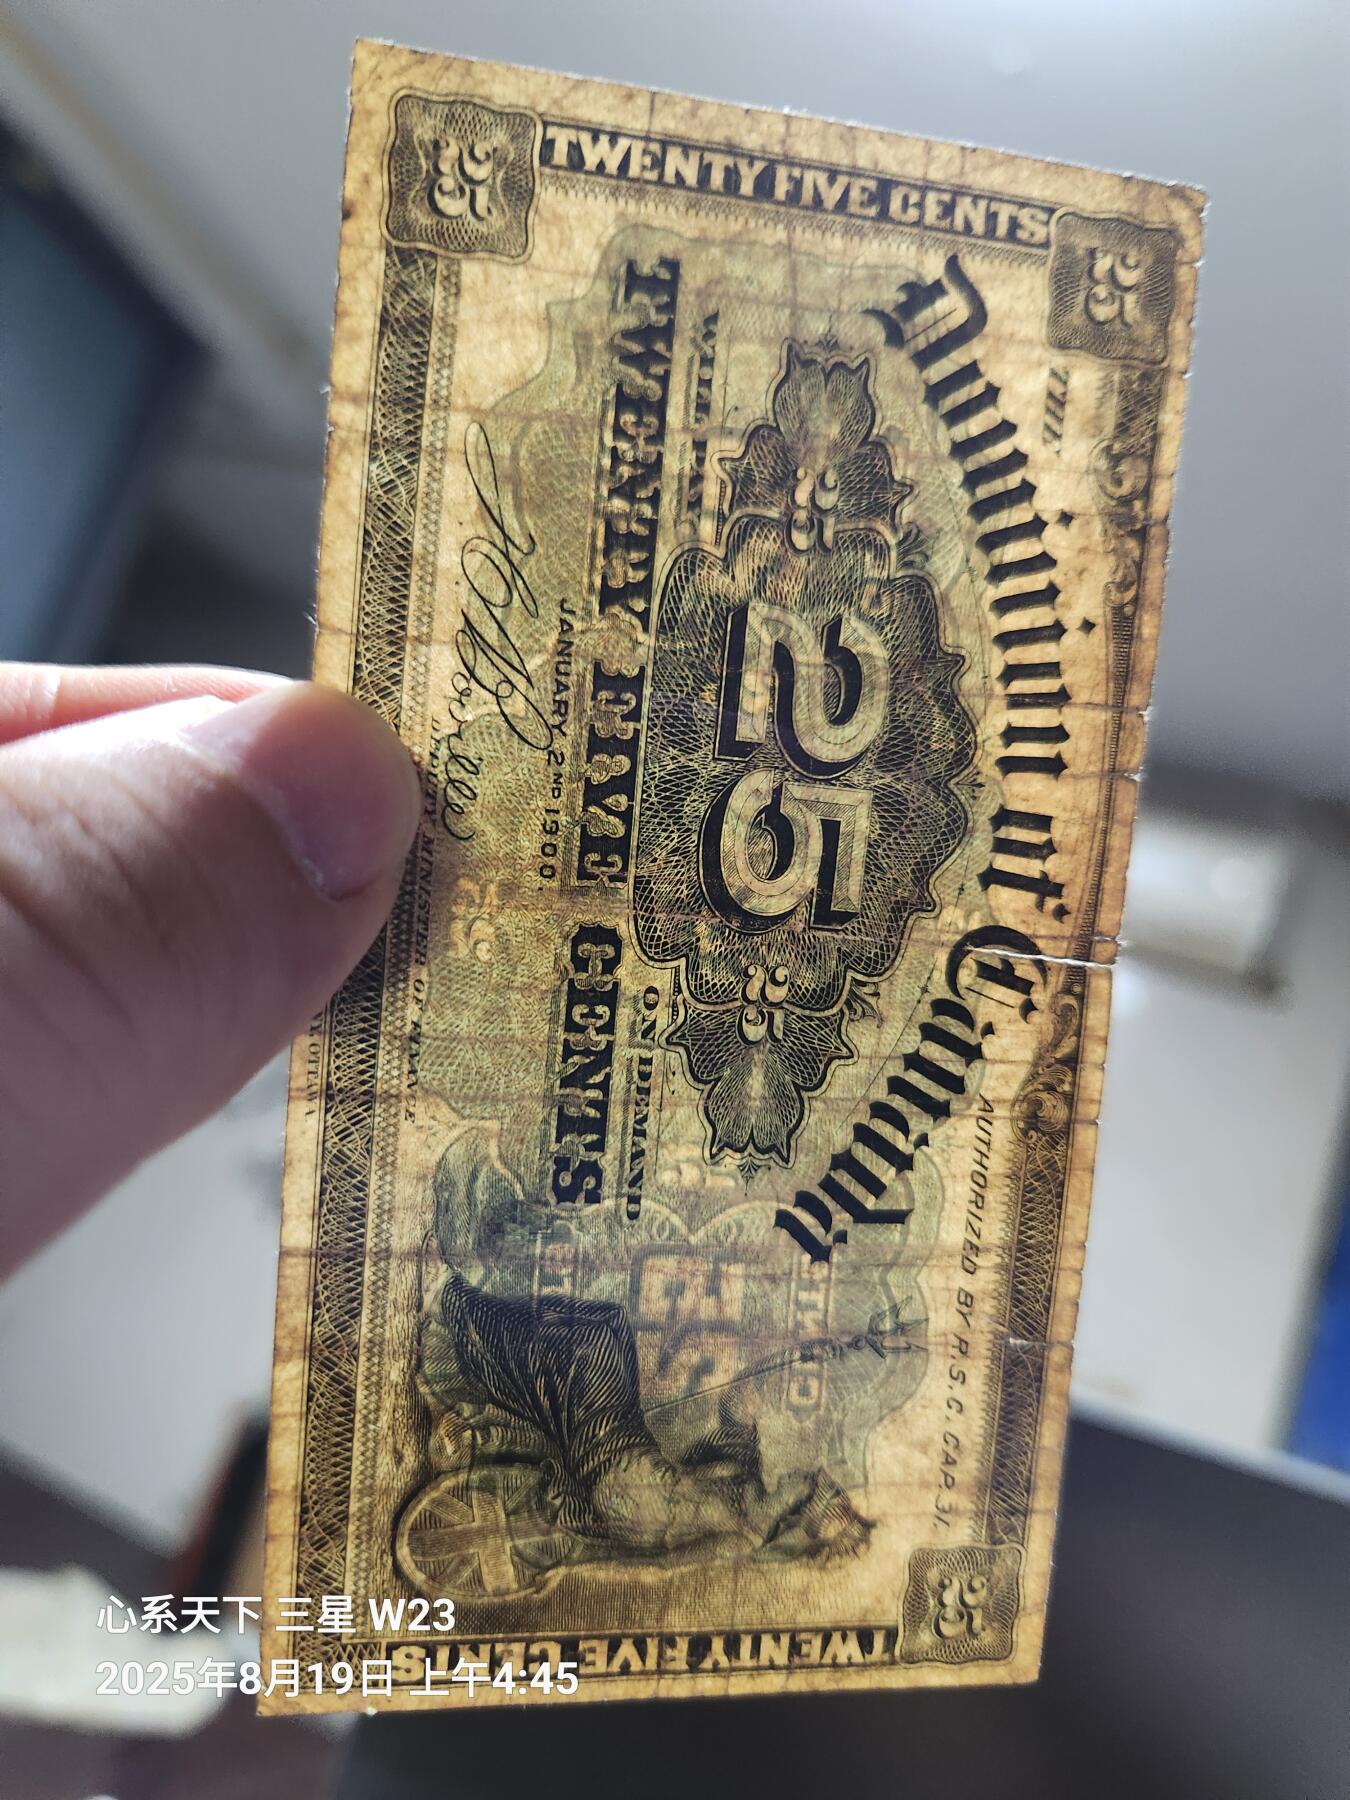 25 TWENTY FIVE CENTS 25
THE
Dominion of Canada
AUTHORIZED BY R.S.C. CAP. 31.
25
25
25
WILL PAY
ON DEMAND
TWENTY FIVE CENTS
JANUARY 2ND 1900.
DEPUTY MINISTER OF FINANCE
OTTAWA
TWENTY FIVE CENTS
25
心系天下 三星 W23
2025年8月19日 上午4:45